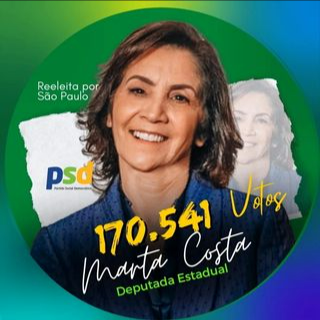 Reeleita por
São Paulo
psd
Partido Social Democrático
170.541 Votos
Marta Costa
Deputada Estadual